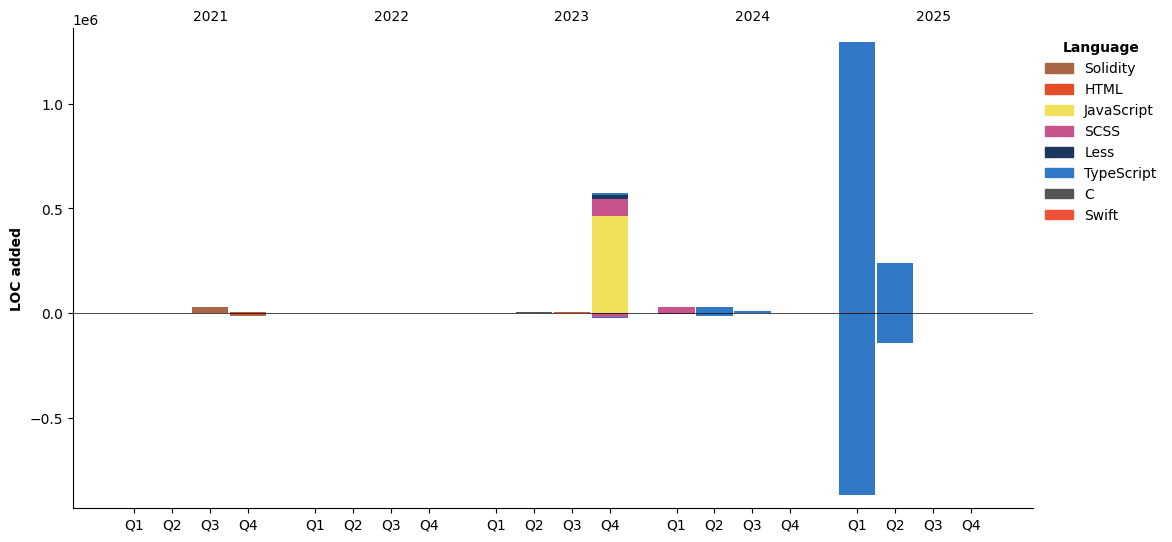 1e6
2021 2022 2023 2024 2025
Language
Solidity
HTML
JavaScript
SCSS
Less
TypeScript
C
Swift
LOC added
1.0
0.5
0.0
−0.5
Q1 Q2 Q3 Q4 Q1 Q2 Q3 Q4 Q1 Q2 Q3 Q4 Q1 Q2 Q3 Q4 Q1 Q2 Q3 Q4